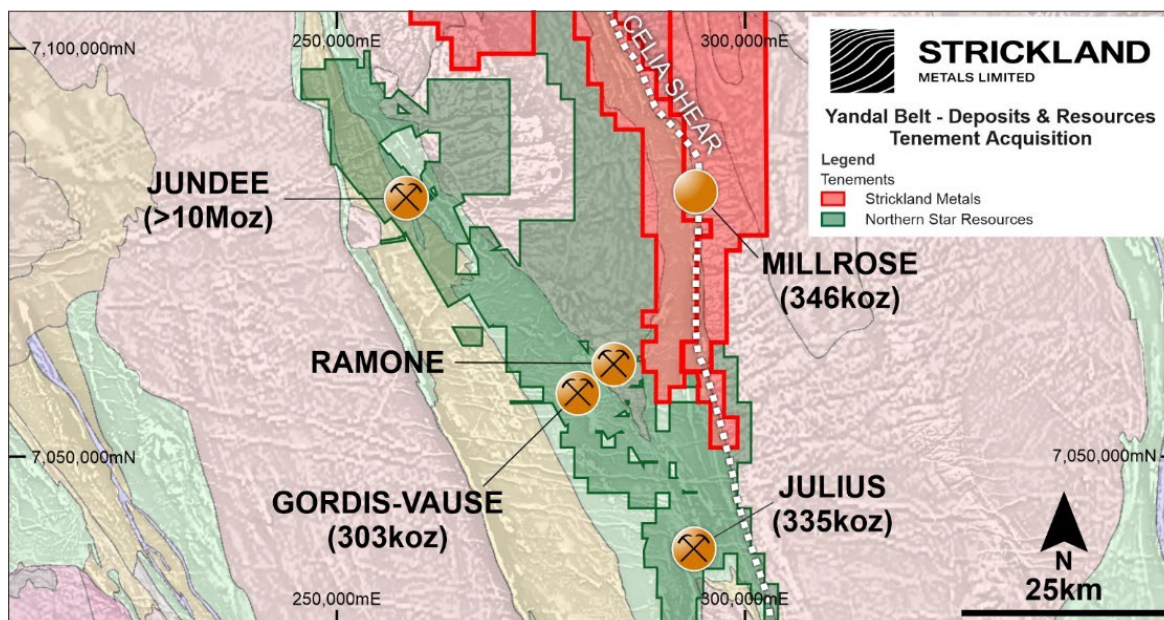 7,100,000mN
250,000mE
300,000mE
CELIA SHEAR
STRICKLAND
METALS LIMITED
Yandal Belt - Deposits & Resources
Tenement Acquisition
Legend
Tenements
Strickland Metals
Northern Star Resources
JUNDEE
(>10Moz)
MILLROSE
(346koz)
RAMONE
7,050,000mN
7,050,000mN
GORDIS-VAUSE
(303koz)
JULIUS
(335koz)
N
25km
250,000mE
300,000mE